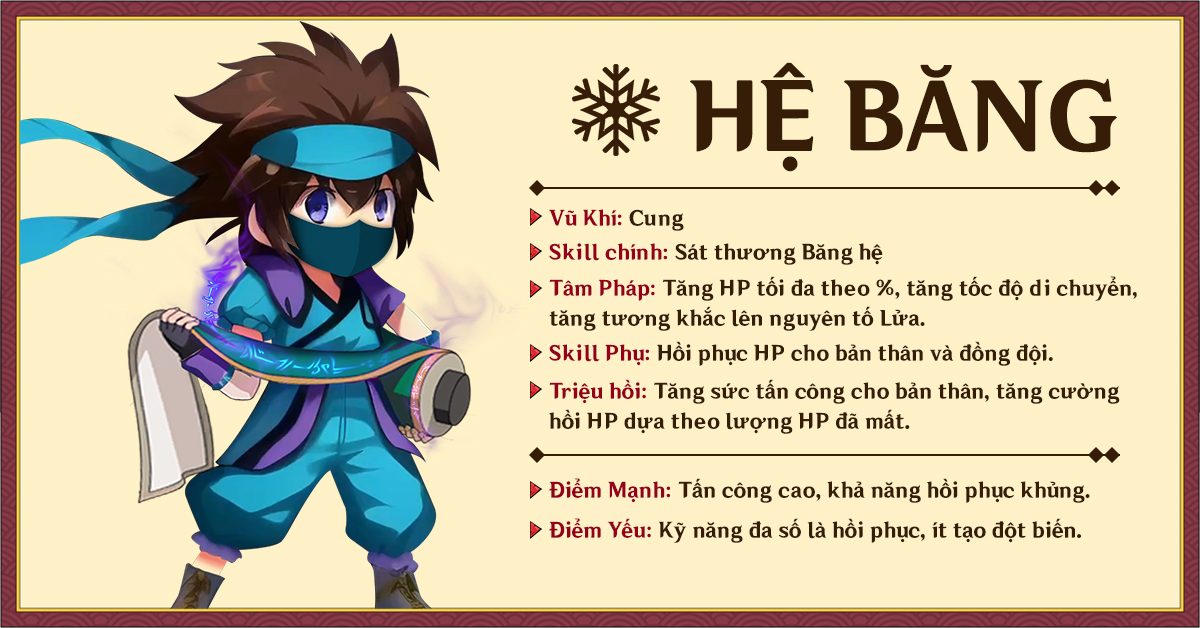 HỆ BĂNG
Vũ Khí: Cung
Skill chính: Sát thương Băng hệ
Tâm Pháp: Tăng HP tối đa theo %, tăng tốc độ di chuyển,
tăng tương khắc lên nguyên tố Lửa.
Skill Phụ: Hồi phục HP cho bản thân và đồng đội.
Triệu hồi: Tăng sức tấn công cho bản thân, tăng cường
hồi HP dựa theo lượng HP đã mất.
Điểm Mạnh: Tấn công cao, khả năng hồi phục khủng.
Điểm Yếu: Kỹ năng đa số là hồi phục, ít tạo đột biến.